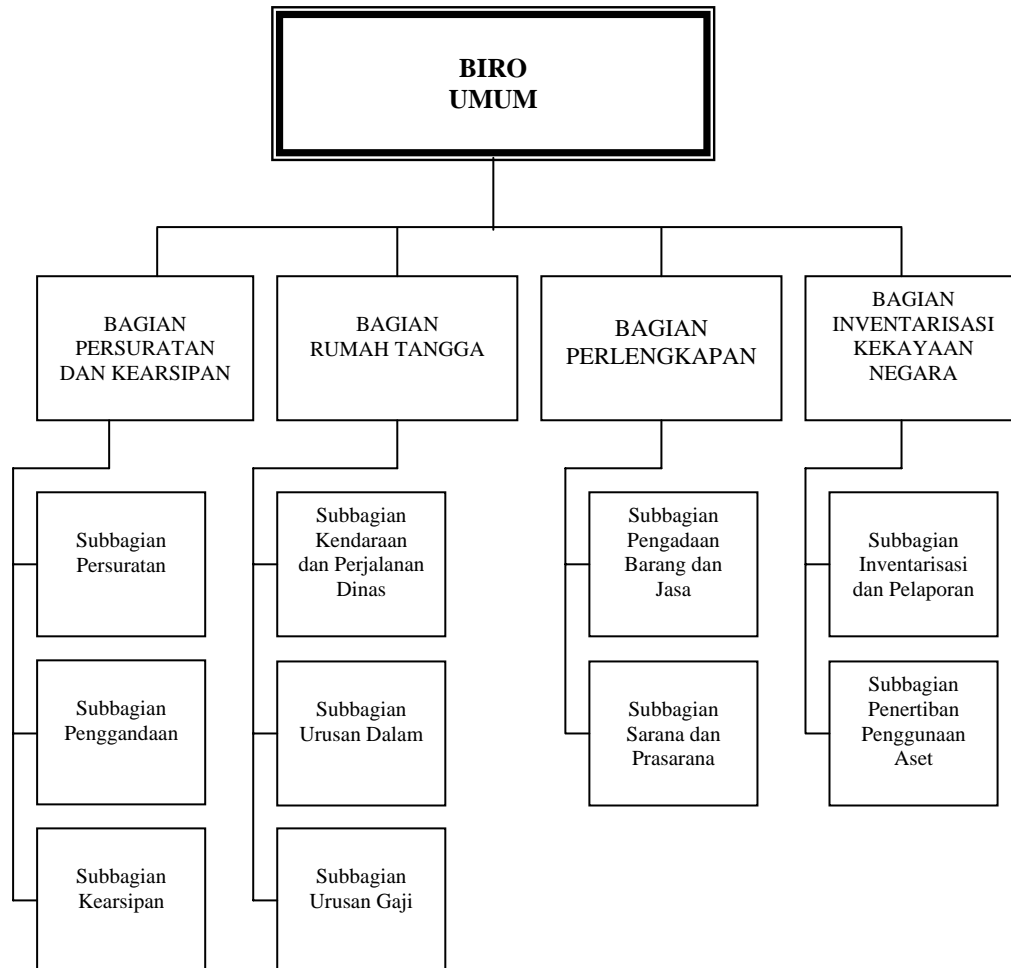 BIRO
UMUM
BAGIAN
PERSURATAN
DAN KEARSIPAN
BAGIAN
RUMAH TANGGA
BAGIAN
PERLENGKAPAN
BAGIAN
INVENTARISASI
KEKAYAAN
NEGARA
Subbagian
Persuratan
Subbagian
Kendaraan
dan Perjalanan
Dinas
Subbagian
Pengadaan
Barang dan
Jasa
Subbagian
Inventarisasi
dan Pelaporan
Subbagian
Penggandaan
Subbagian
Urusan Dalam
Subbagian
Sarana dan
Prasarana
Subbagian
Penertiban
Penggunaan
Aset
Subbagian
Kearsipan
Subbagian
Urusan Gaji